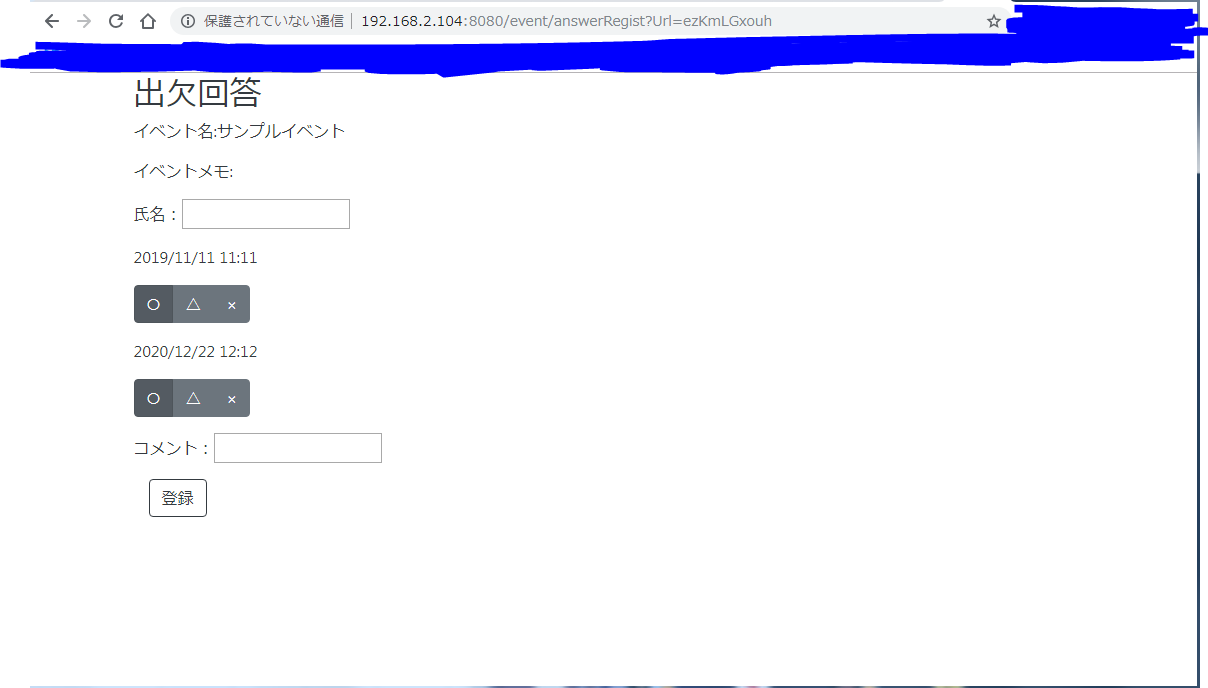 保護されていない通信 | 192.168.2.104:8080/event/answerRegist?Url=ezKmLGxouh
出欠回答
イベント名:サンプルイベント
イベントメモ:
氏名：
2019/11/11 11:11
○ △ ×
2020/12/22 12:12
○ △ ×
コメント：
登録